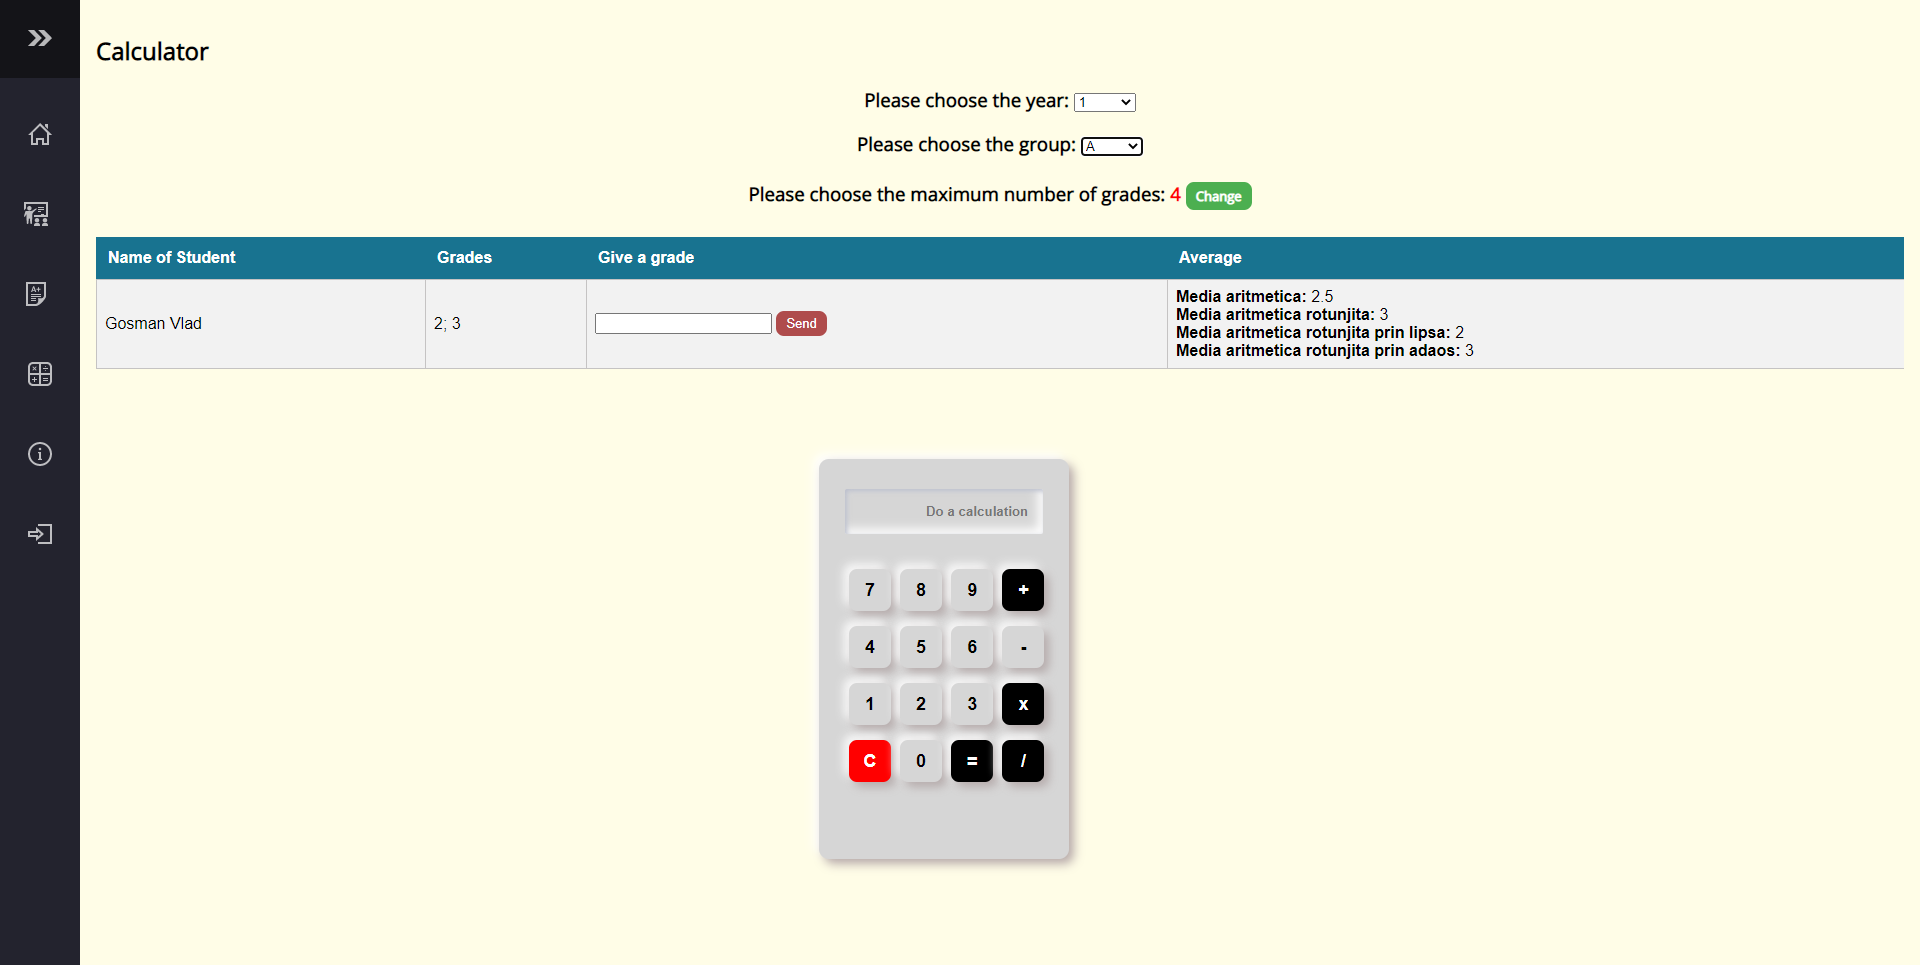 Calculator
Please choose the year: 1
Please choose the group: A
Please choose the maximum number of grades: 4 Change
Name of Student Grades Give a grade Average
Gosman Vlad 2; 3 Send
Media aritmetica: 2.5
Media aritmetica rotunjita: 3
Media aritmetica rotunjita prin lipsa: 2
Media aritmetica rotunjita prin adaos: 3
Do a calculation
7 8 9 +
4 5 6 -
1 2 3 x
C 0 = /